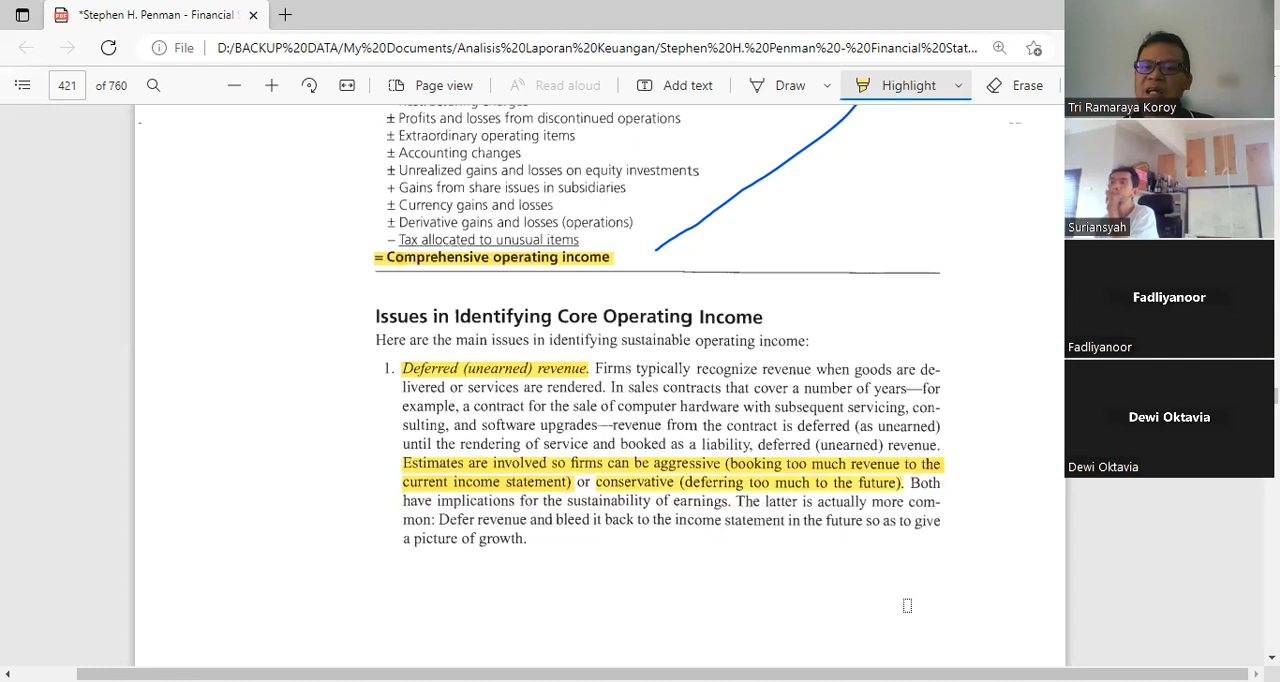 *Stephen H. Penman - Financial S
File
D:/BACKUP%20DATA/My%20Documents/Analisis%20Laporan%20Keuangan/Stephen%20H.%20Penman%20-%20Financial%20Stat...
421 of 760
Page view
Read aloud
Add text
Draw
Highlight
Erase
Restructuring charges
± Profits and losses from discontinued operations
± Extraordinary operating items
± Accounting changes
± Unrealized gains and losses on equity investments
+ Gains from share issues in subsidiaries
± Currency gains and losses
± Derivative gains and losses (operations)
− Tax allocated to unusual items
= Comprehensive operating income
Issues in Identifying Core Operating Income
Here are the main issues in identifying sustainable operating income:
1. Deferred (unearned) revenue. Firms typically recognize revenue when goods are de-
livered or services are rendered. In sales contracts that cover a number of years—for
example, a contract for the sale of computer hardware with subsequent servicing, con-
sulting, and software upgrades—revenue from the contract is deferred (as unearned)
until the rendering of service and booked as a liability, deferred (unearned) revenue.
Estimates are involved so firms can be aggressive (booking too much revenue to the
current income statement) or conservative (deferring too much to the future). Both
have implications for the sustainability of earnings. The latter is actually more com-
mon: Defer revenue and bleed it back to the income statement in the future so as to give
a picture of growth.
Tri Ramaraya Koroy
Suriansyah
Fadliyanoor
Fadliyanoor
Dewi Oktavia
Dewi Oktavia